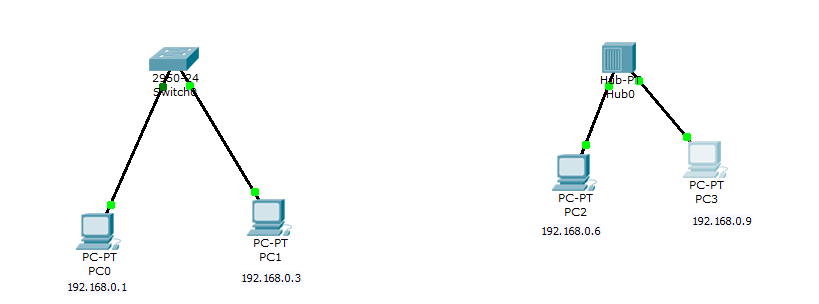 2950-24
Switch0
Hub-PT
Hub0
PC-PT
PC0
192.168.0.1
PC-PT
PC1
192.168.0.3
PC-PT
PC2
192.168.0.6
PC-PT
PC3
192.168.0.9